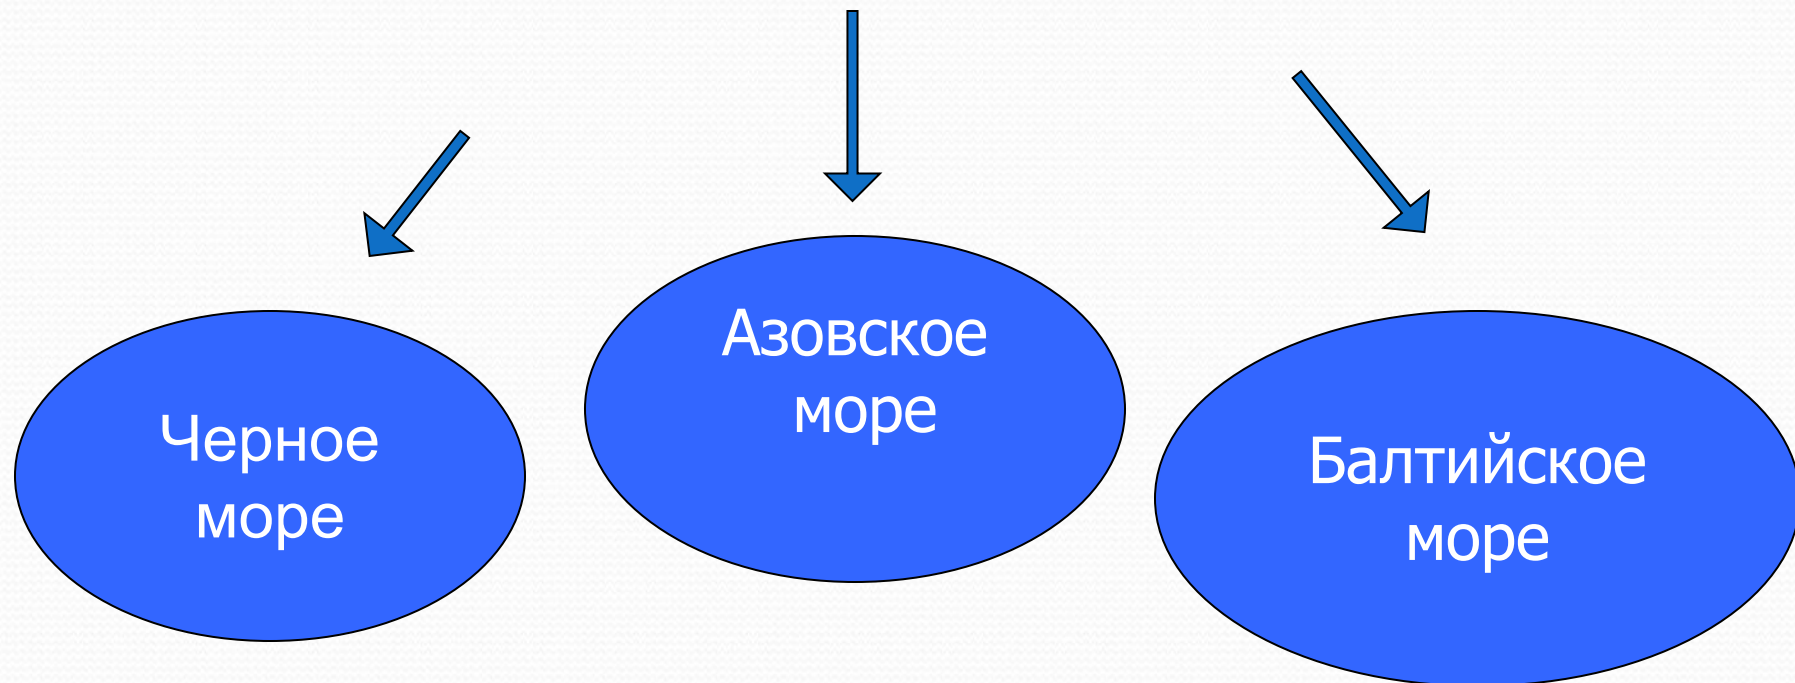 Черное
море
Азовское
море
Балтийское
море